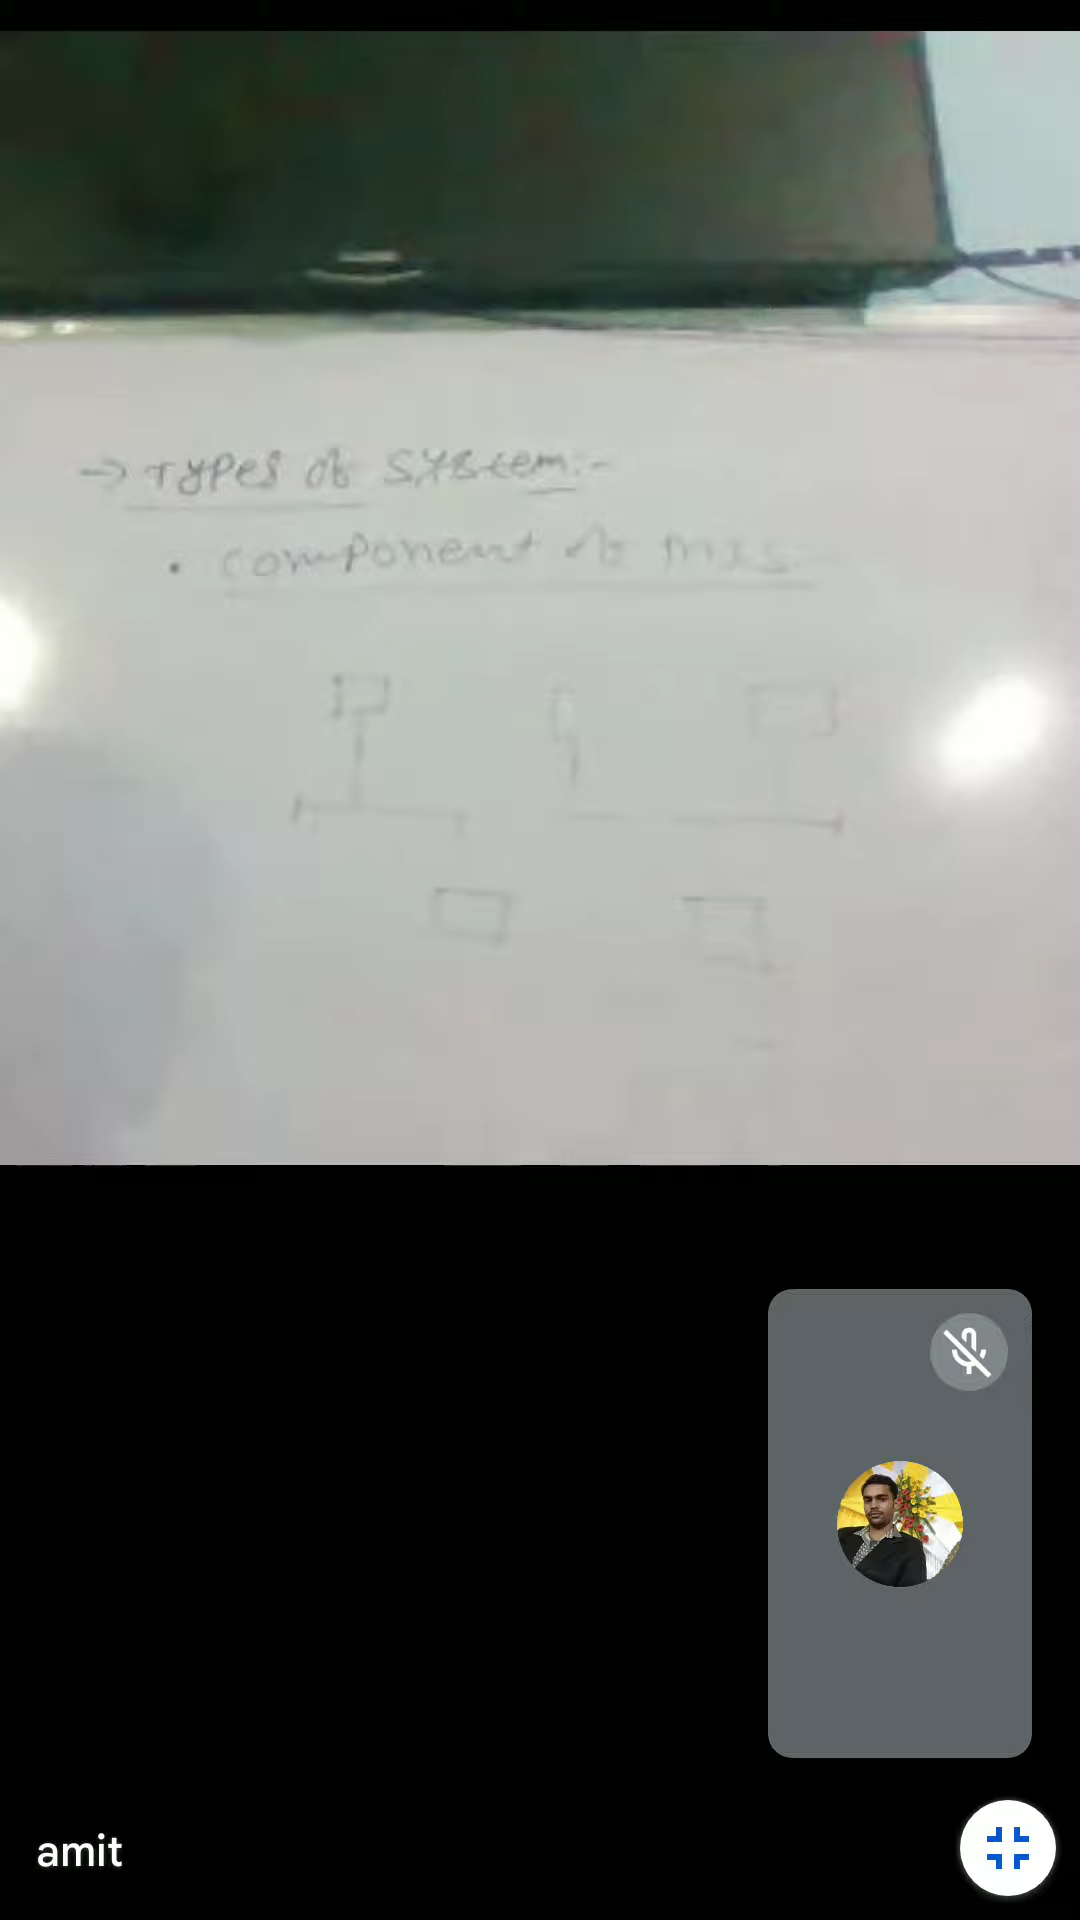 → Types of System:-
• Component of MIS:-
amit